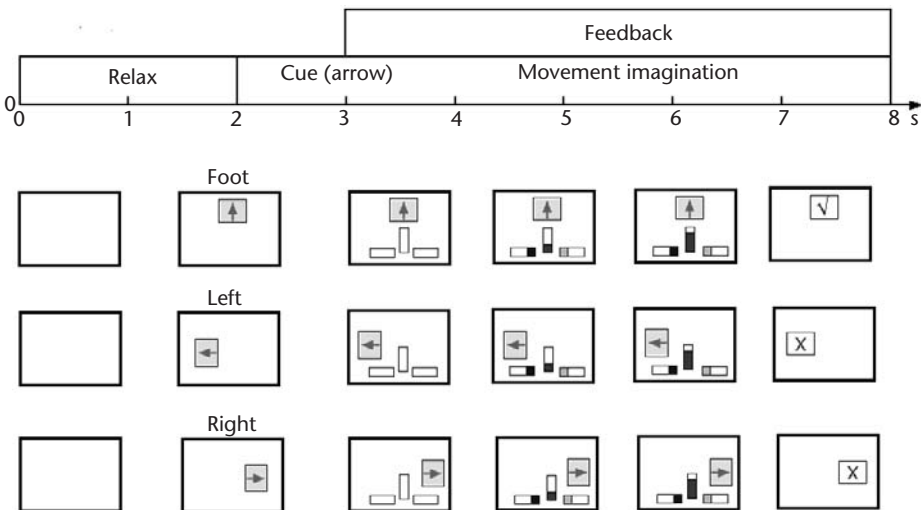 Feedback
Relax Cue (arrow) Movement imagination
0
0 1 2 3 4 5 6 7 8 s
Foot
√
Left
X
Right
X